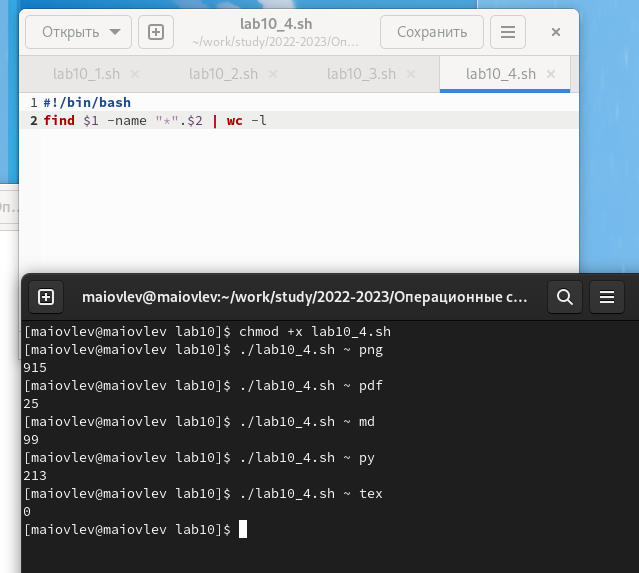 Открыть
lab10_4.sh
~/work/study/2022-2023/Оп…
Сохранить
lab10_1.sh
lab10_2.sh
lab10_3.sh
lab10_4.sh
1 #!/bin/bash
2 find $1 -name "*".$2 | wc -l
maiovlev@maiovlev:~/work/study/2022-2023/Операционные с…
[maiovlev@maiovlev lab10]$ chmod +x lab10_4.sh
[maiovlev@maiovlev lab10]$ ./lab10_4.sh ~ png
915
[maiovlev@maiovlev lab10]$ ./lab10_4.sh ~ pdf
25
[maiovlev@maiovlev lab10]$ ./lab10_4.sh ~ md
99
[maiovlev@maiovlev lab10]$ ./lab10_4.sh ~ py
213
[maiovlev@maiovlev lab10]$ ./lab10_4.sh ~ tex
0
[maiovlev@maiovlev lab10]$